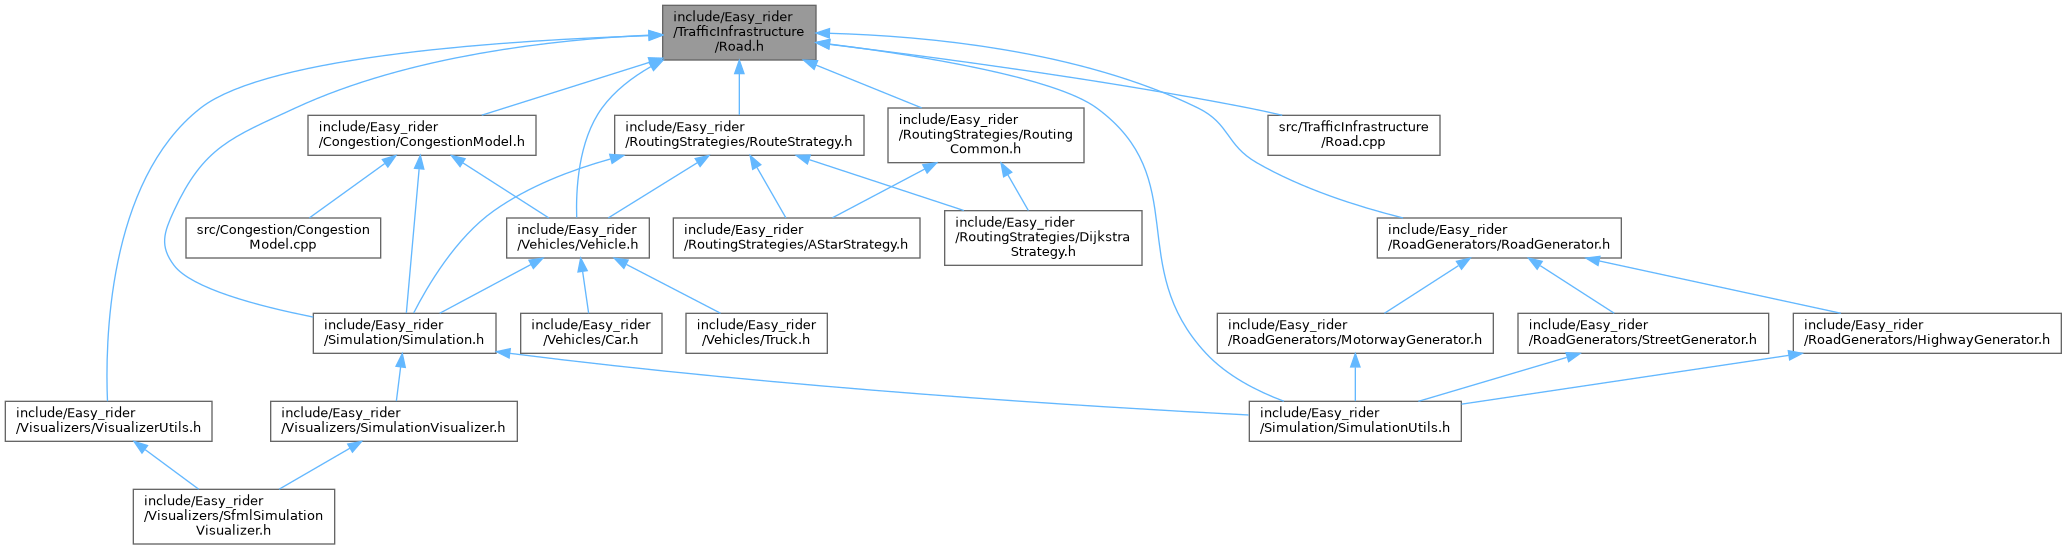 include/Easy_rider
/TrafficInfrastructure
/Road.h
include/Easy_rider
/Congestion/CongestionModel.h
include/Easy_rider
/RoutingStrategies/RouteStrategy.h
include/Easy_rider
/RoutingStrategies/Routing
Common.h
src/TrafficInfrastructure
/Road.cpp
src/Congestion/Congestion
Model.cpp
include/Easy_rider
/Vehicles/Vehicle.h
include/Easy_rider
/RoutingStrategies/AStarStrategy.h
include/Easy_rider
/RoutingStrategies/Dijkstra
Strategy.h
include/Easy_rider
/RoadGenerators/RoadGenerator.h
include/Easy_rider
/Simulation/Simulation.h
include/Easy_rider
/Vehicles/Car.h
include/Easy_rider
/Vehicles/Truck.h
include/Easy_rider
/RoadGenerators/MotorwayGenerator.h
include/Easy_rider
/RoadGenerators/StreetGenerator.h
include/Easy_rider
/RoadGenerators/HighwayGenerator.h
include/Easy_rider
/Visualizers/VisualizerUtils.h
include/Easy_rider
/Visualizers/SimulationVisualizer.h
include/Easy_rider
/Simulation/SimulationUtils.h
include/Easy_rider
/Visualizers/SfmlSimulation
Visualizer.h